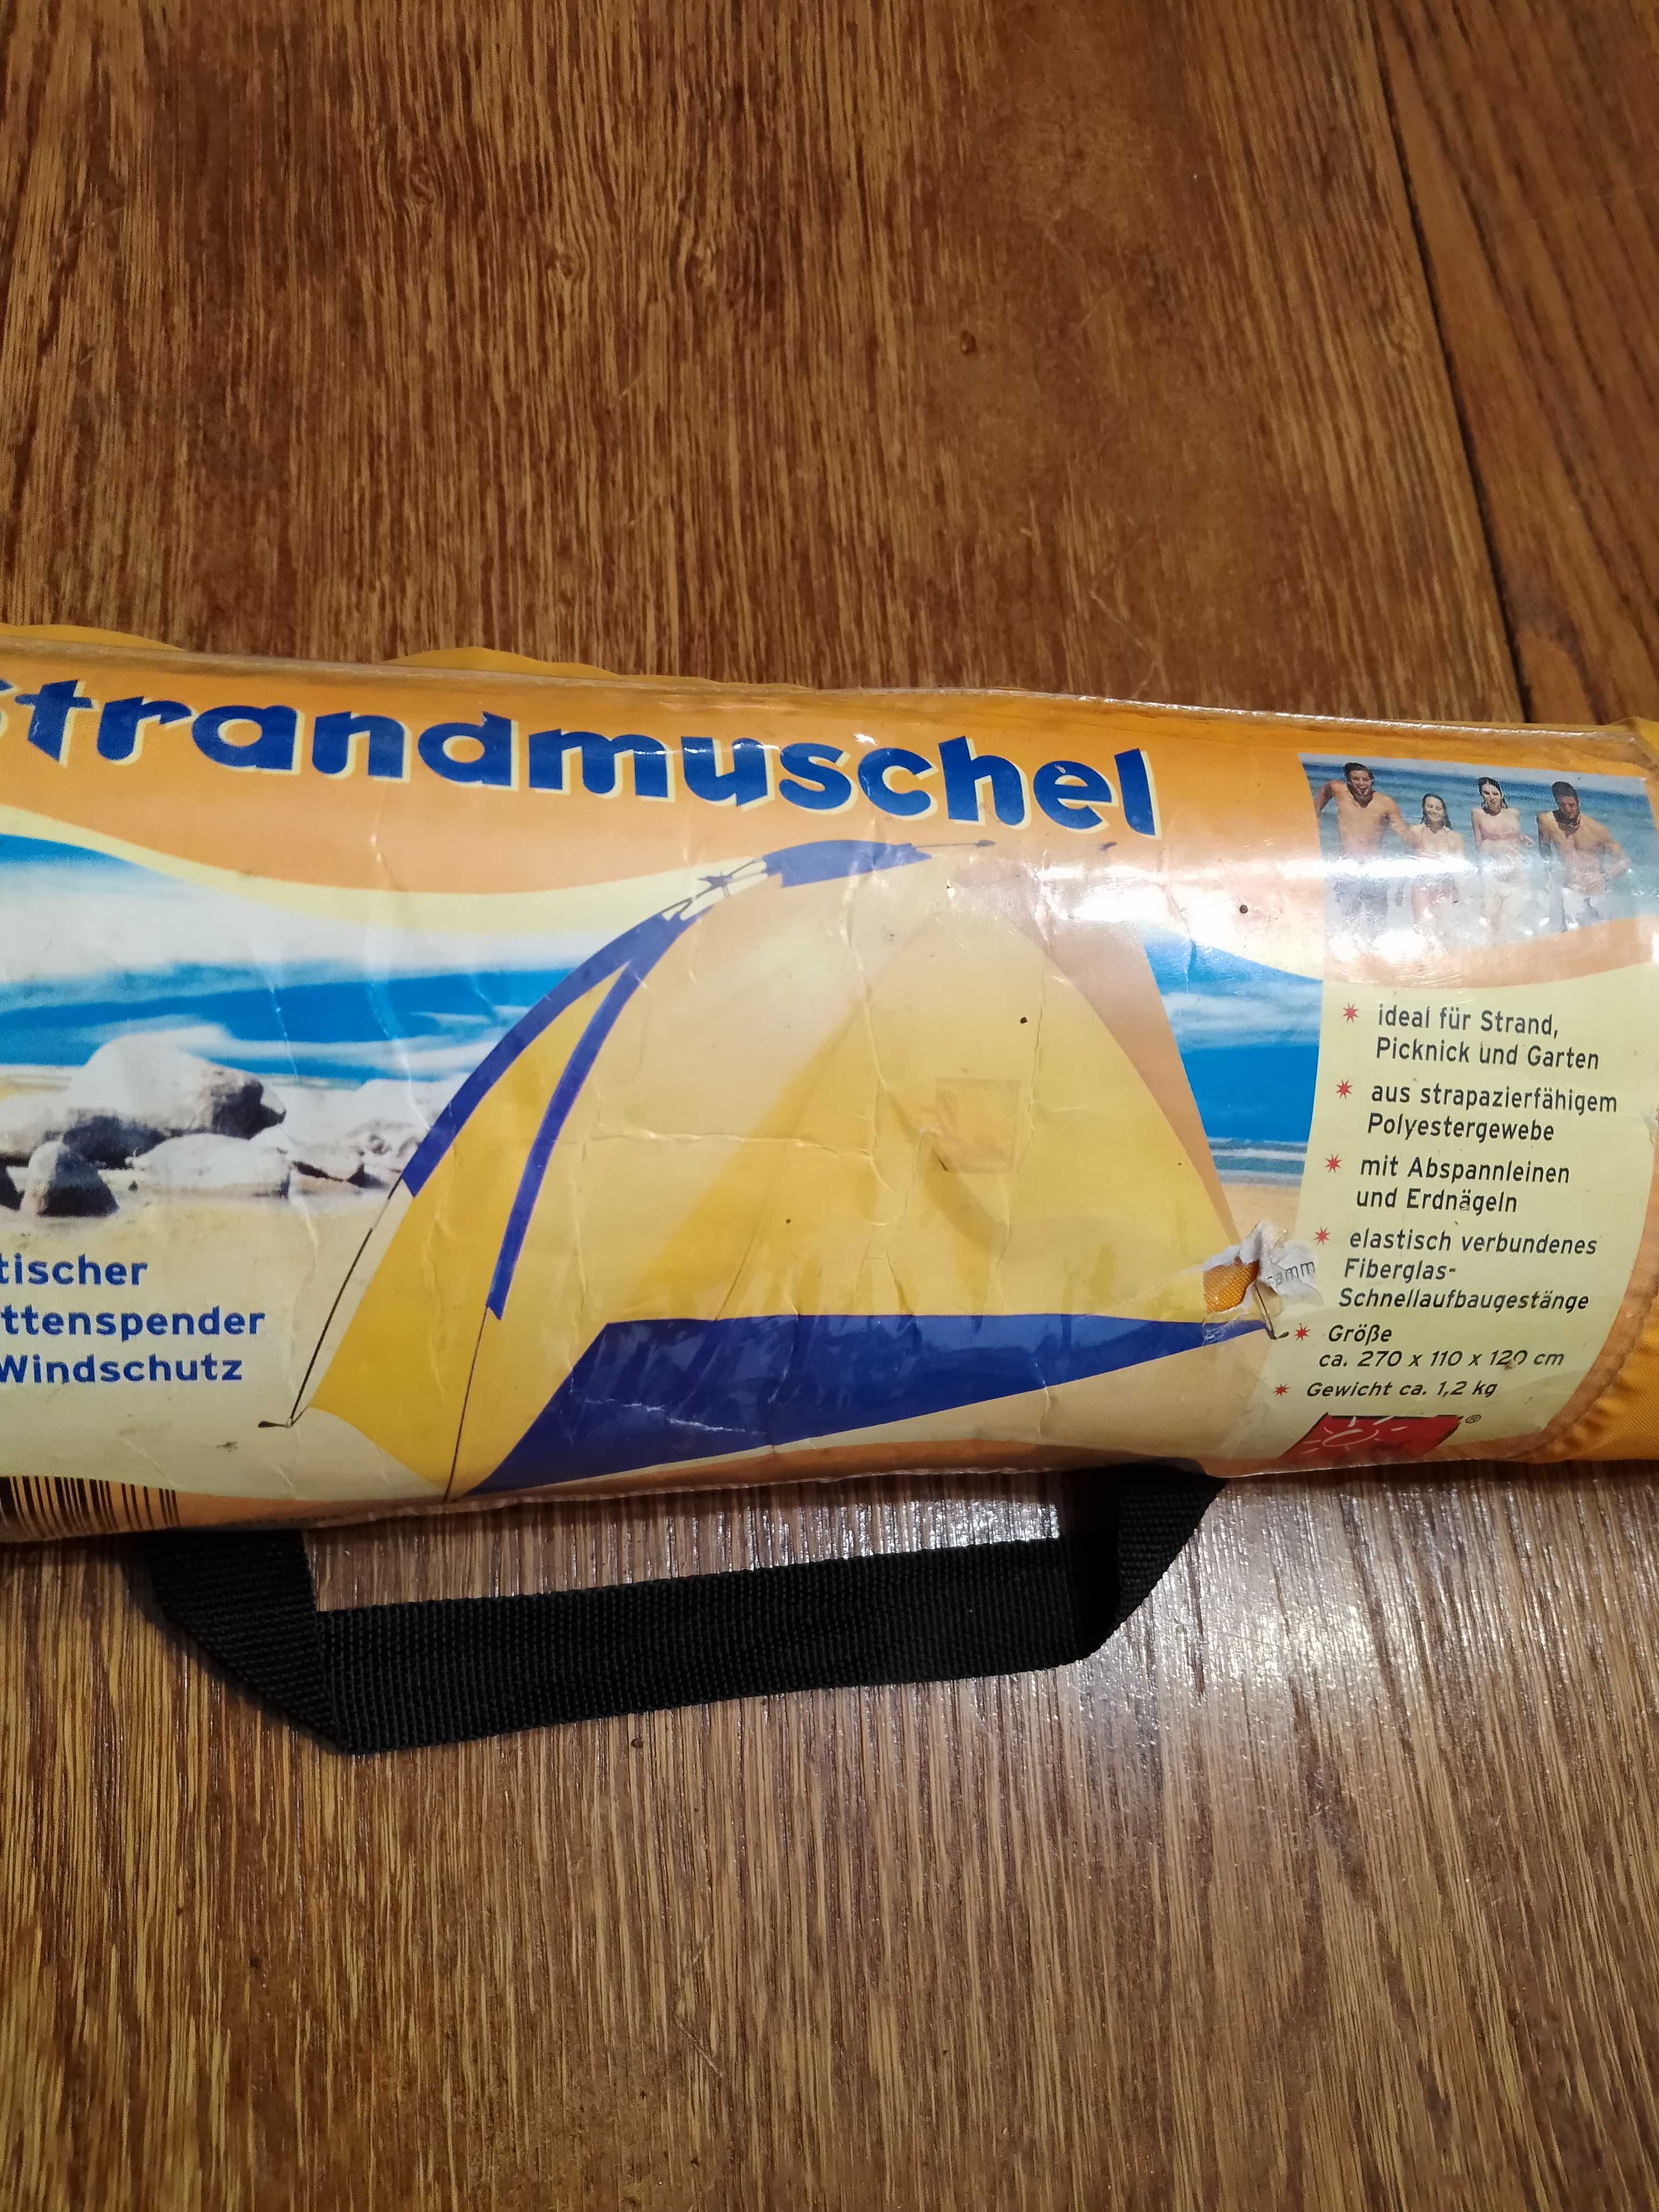 Strandmuschel
tischer
ttenspender
Windschutz
ideal für Strand,
Picknick und Garten
aus strapazierfähigem
Polyestergewebe
mit Abspannleinen
und Erdnägeln
elastisch verbundenes
Fiberglas-
Schnellaufbaugestänge
Größe
ca. 270 x 110 x 120 cm
Gewicht ca. 1,2 kg
®
amm